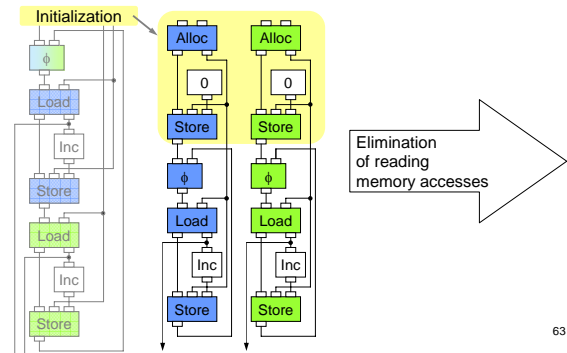 Initialization
ϕ
Load
Inc
Store
Load
Inc
Store
Alloc
0
Store
ϕ
Load
Inc
Store
Alloc
0
Store
ϕ
Load
Inc
Store
Elimination
of reading
memory accesses
63